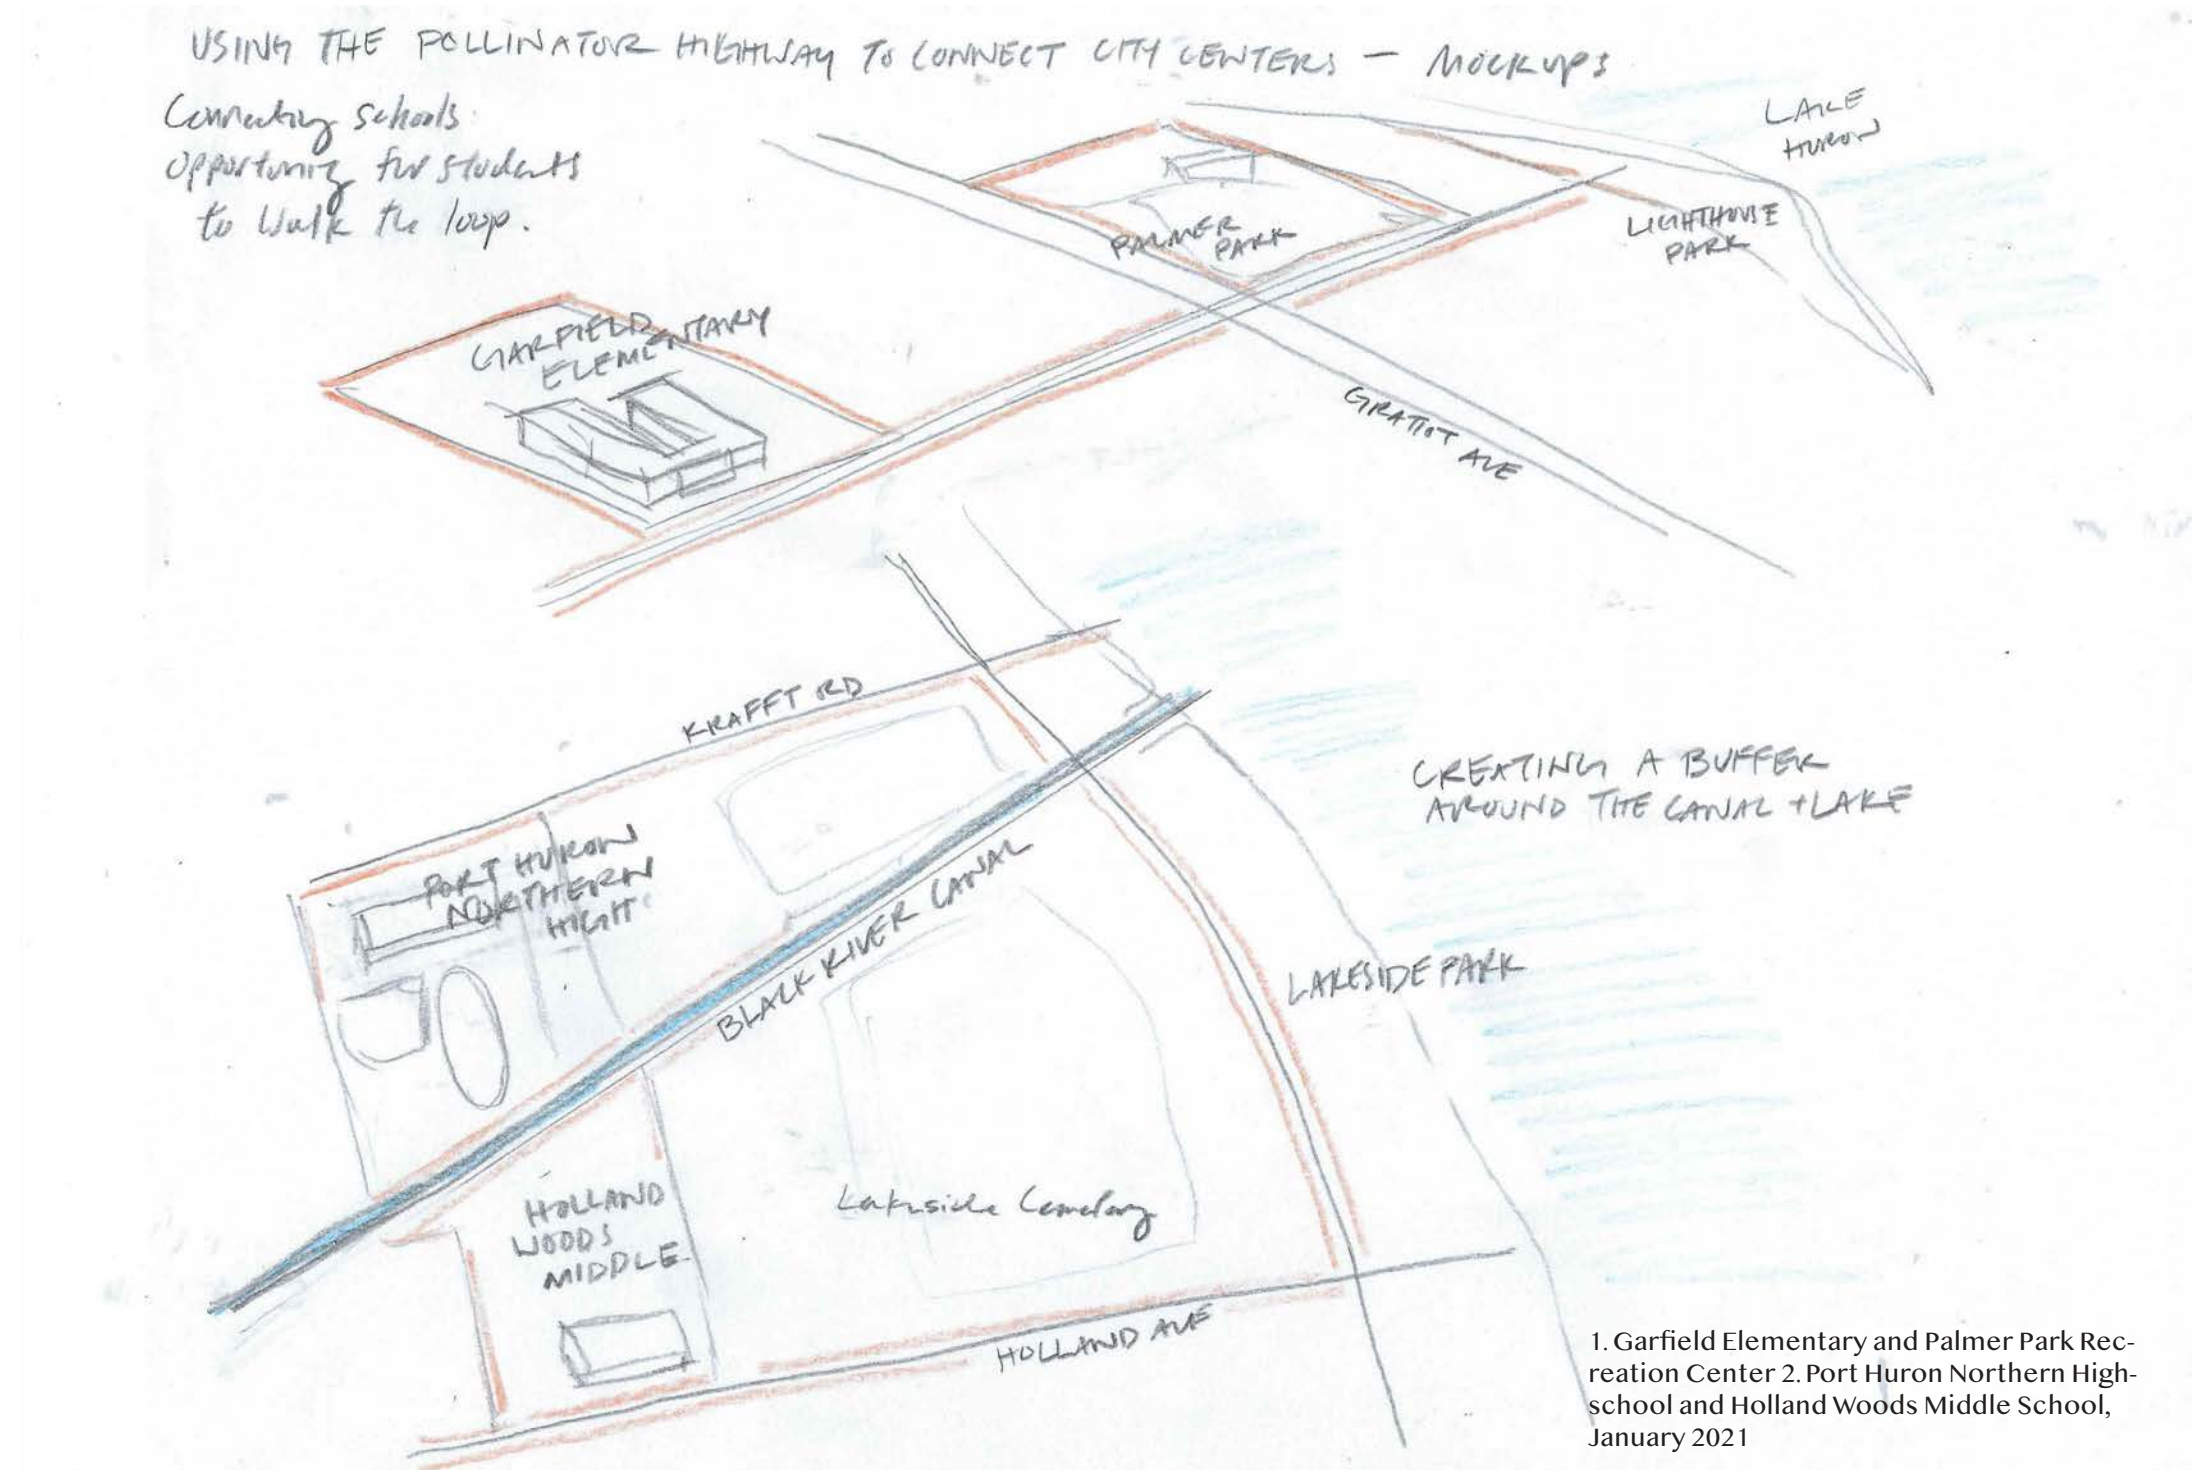 USING THE POLLINATOR HIGHWAY TO CONNECT CITY CENTERS — MOCKUPS
Connecting schools
opportunity for students
to walk the loop.
LAKE
HURON
PALMER
PARK
LIGHTHOUSE
PARK
GARFIELD
ELEMENTARY
GRATIOT AVE
KRAFFT RD
CREATING A BUFFER
AROUND THE CANAL + LAKE
PORT HURON
NORTHERN
HIGH
BLACK RIVER CANAL
LAKESIDE PARK
HOLLAND
WOODS
MIDDLE
Lakeside Cemetary
HOLLAND AVE
1. Garfield Elementary and Palmer Park Rec-
reation Center 2. Port Huron Northern High-
school and Holland Woods Middle School,
January 2021